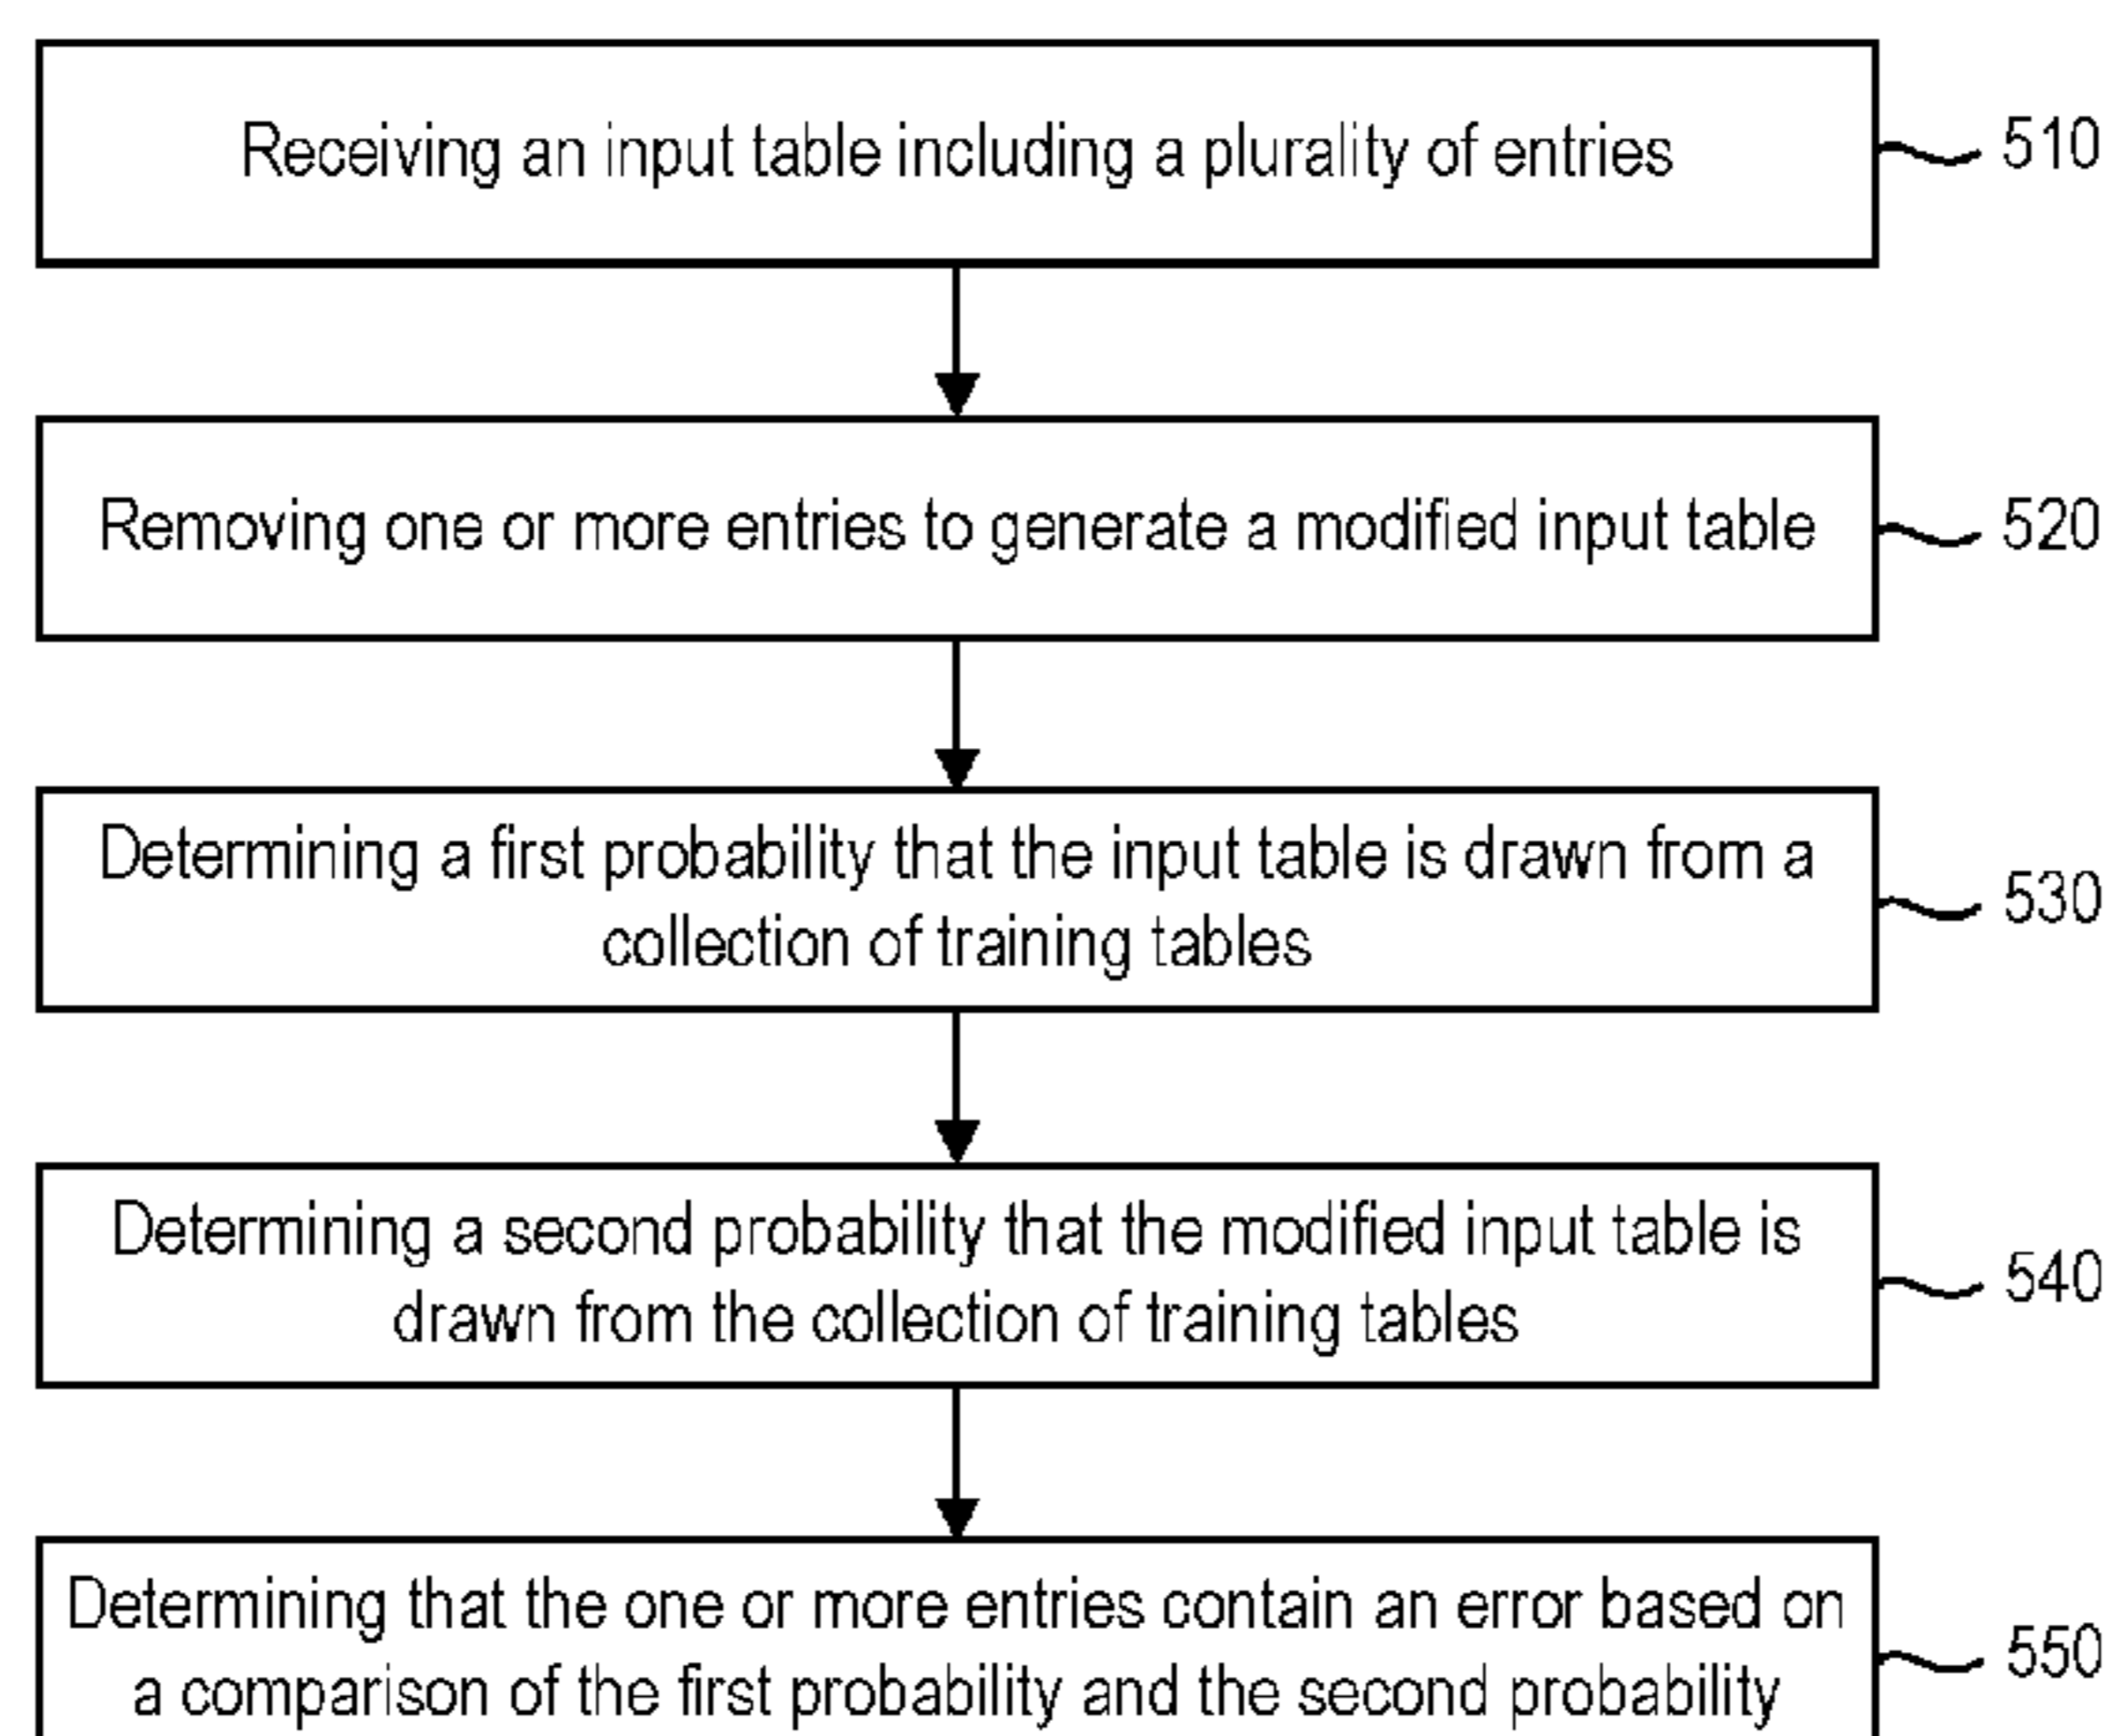 Receiving an input table including a plurality of entries
510
Removing one or more entries to generate a modified input table
520
Determining a first probability that the input table is drawn from a
collection of training tables
530
Determining a second probability that the modified input table is
drawn from the collection of training tables
540
Determining that the one or more entries contain an error based on
a comparison of the first probability and the second probability
550